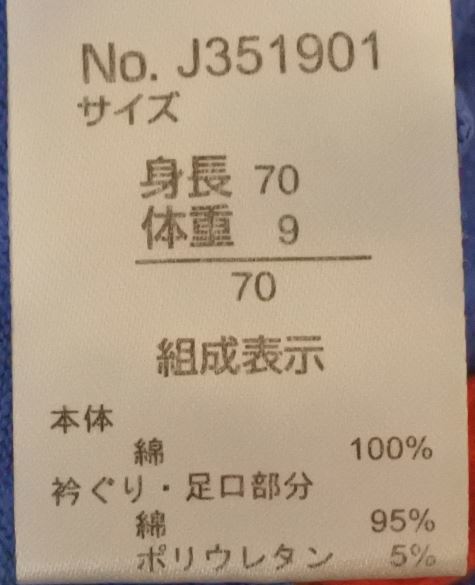 No. J351901
サイズ
身長 70
体重 9
70
組成表示
本体
綿 100%
衿ぐり・足口部分
綿 95%
ポリウレタン 5%